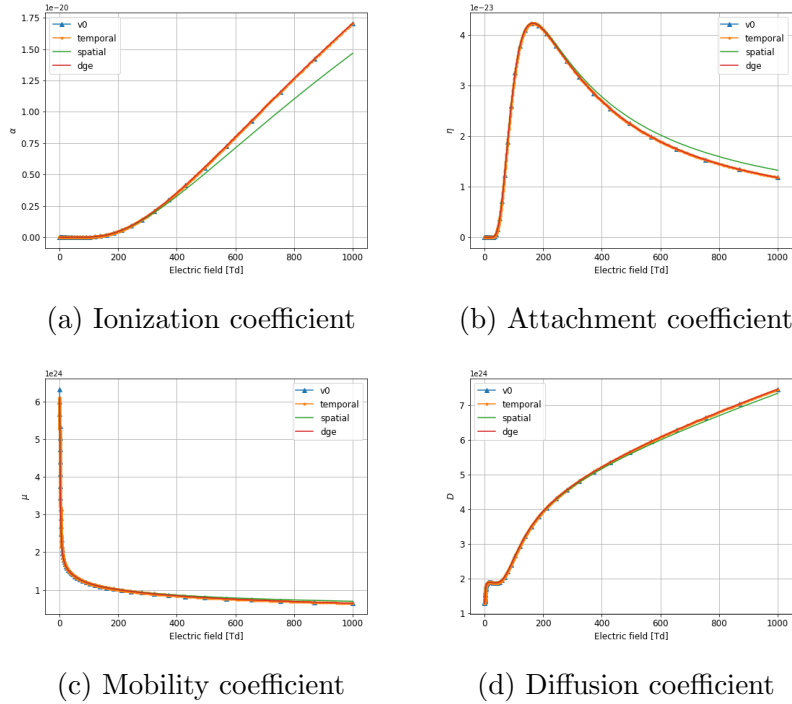 1e−20
1.75
1.50
1.25
1.00
0.75
0.50
0.25
0.00
α
v0
temporal
spatial
dge
0 200 400 600 800 1000
Electric field [Td]
(a) Ionization coefficient
1e−23
4
3
2
1
0
η
v0
temporal
spatial
dge
0 200 400 600 800 1000
Electric field [Td]
(b) Attachment coefficient
1e24
6
5
4
3
2
1
μ
v0
temporal
spatial
dge
0 200 400 600 800 1000
Electric field [Td]
(c) Mobility coefficient
1e24
7
6
5
4
3
2
1
D
v0
temporal
spatial
dge
0 200 400 600 800 1000
Electric field [Td]
(d) Diffusion coefficient